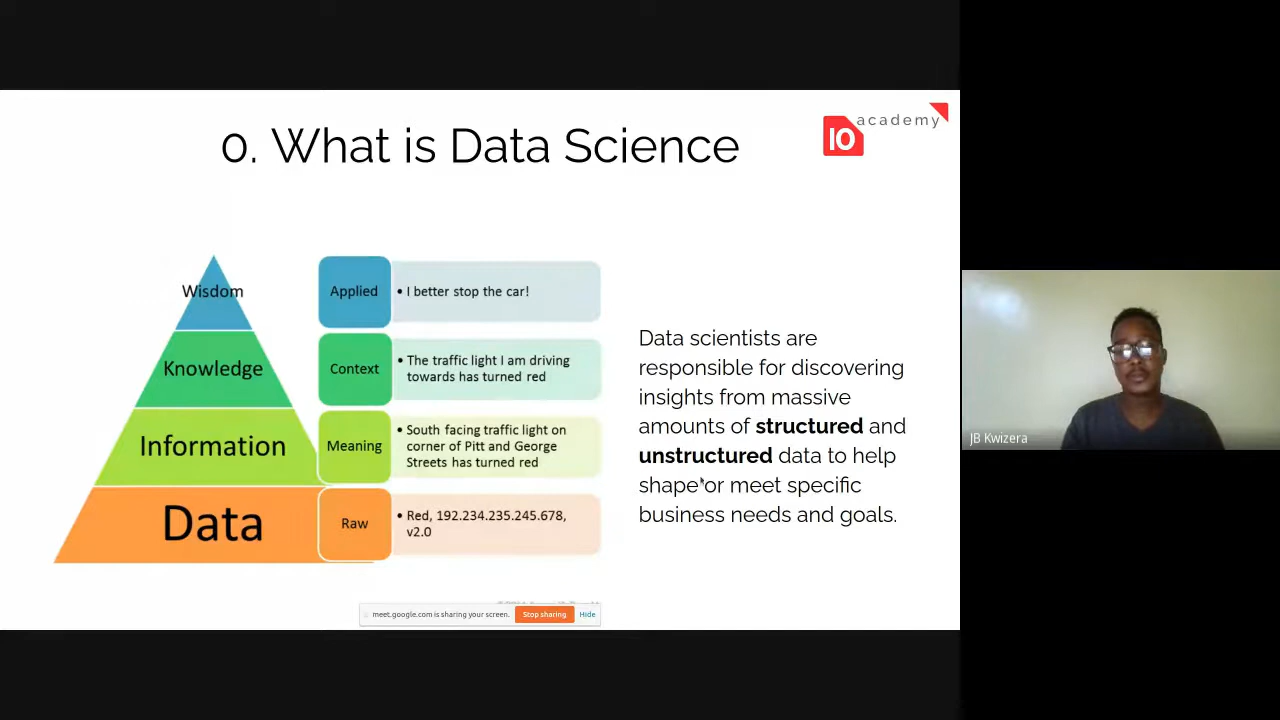 0. What is Data Science
10 academy
Wisdom
Applied
• I better stop the car!
Knowledge
Context
• The traffic light I am driving
towards has turned red
Information
Meaning
• South facing traffic light on
corner of Pitt and George
Streets has turned red
Data
Raw
• Red, 192.234.235.245.678,
v2.0
Data scientists are
responsible for discovering
insights from massive
amounts of structured and
unstructured data to help
shape or meet specific
business needs and goals.
meet.google.com is sharing your screen.
Stop sharing
Hide
JB Kwizera